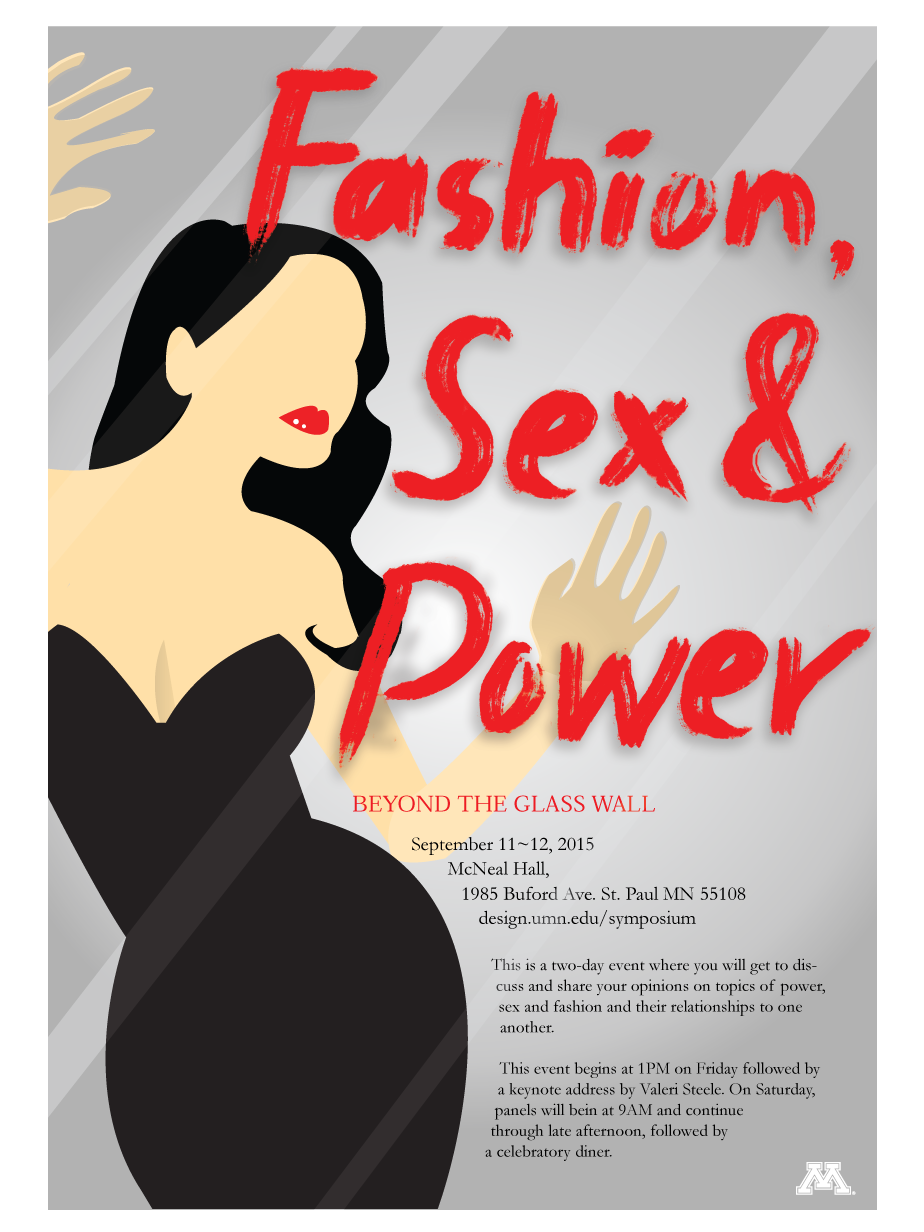 Fashion,
Sex &
Power
BEYOND THE GLASS WALL
September 11~12, 2015
McNeal Hall,
1985 Buford Ave. St. Paul MN 55108
design.umn.edu/symposium
This is a two-day event where you will get to dis-
cuss and share your opinions on topics of power,
sex and fashion and their relationships to one
another.
This event begins at 1PM on Friday followed by
a keynote address by Valeri Steele. On Saturday,
panels will bein at 9AM and continue
through late afternoon, followed by
a celebratory diner.
M